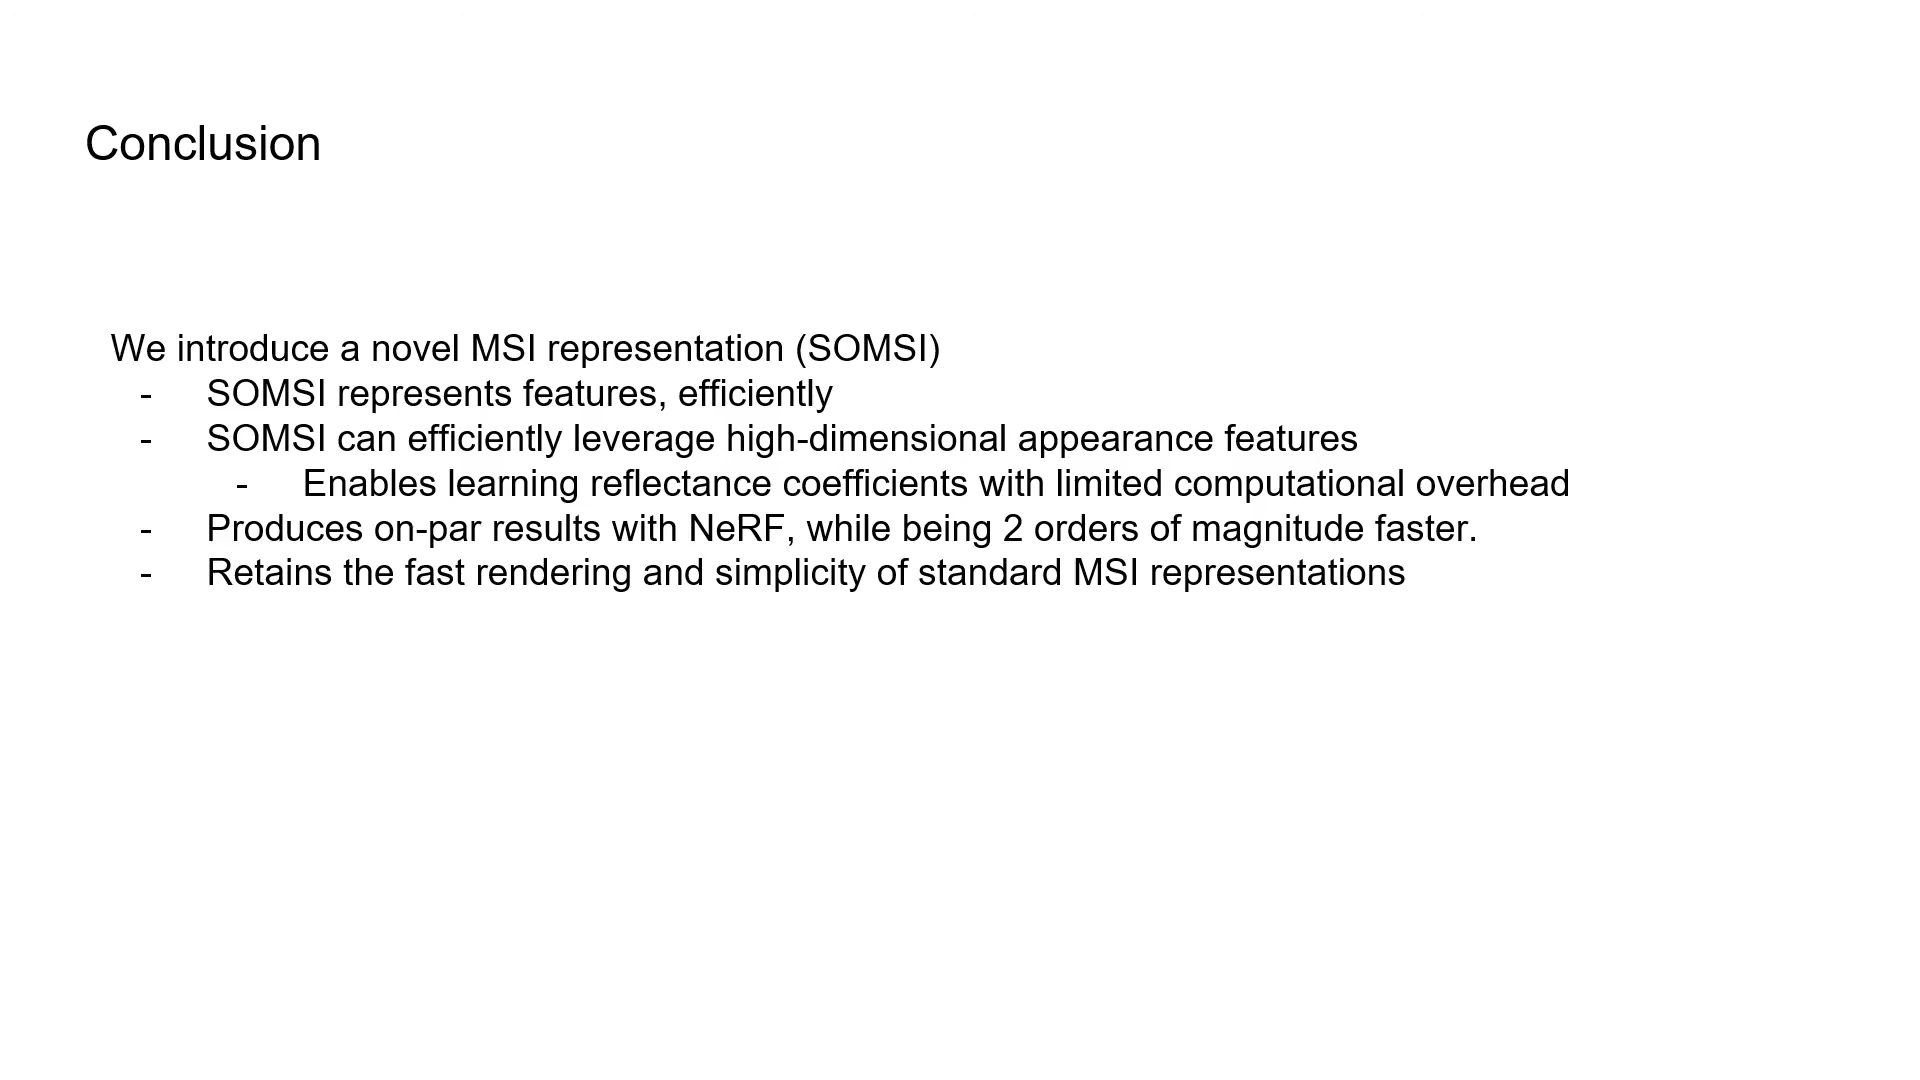 Conclusion
We introduce a novel MSI representation (SOMSI)
- SOMSI represents features, efficiently
- SOMSI can efficiently leverage high-dimensional appearance features
- Enables learning reflectance coefficients with limited computational overhead
- Produces on-par results with NeRF, while being 2 orders of magnitude faster.
- Retains the fast rendering and simplicity of standard MSI representations